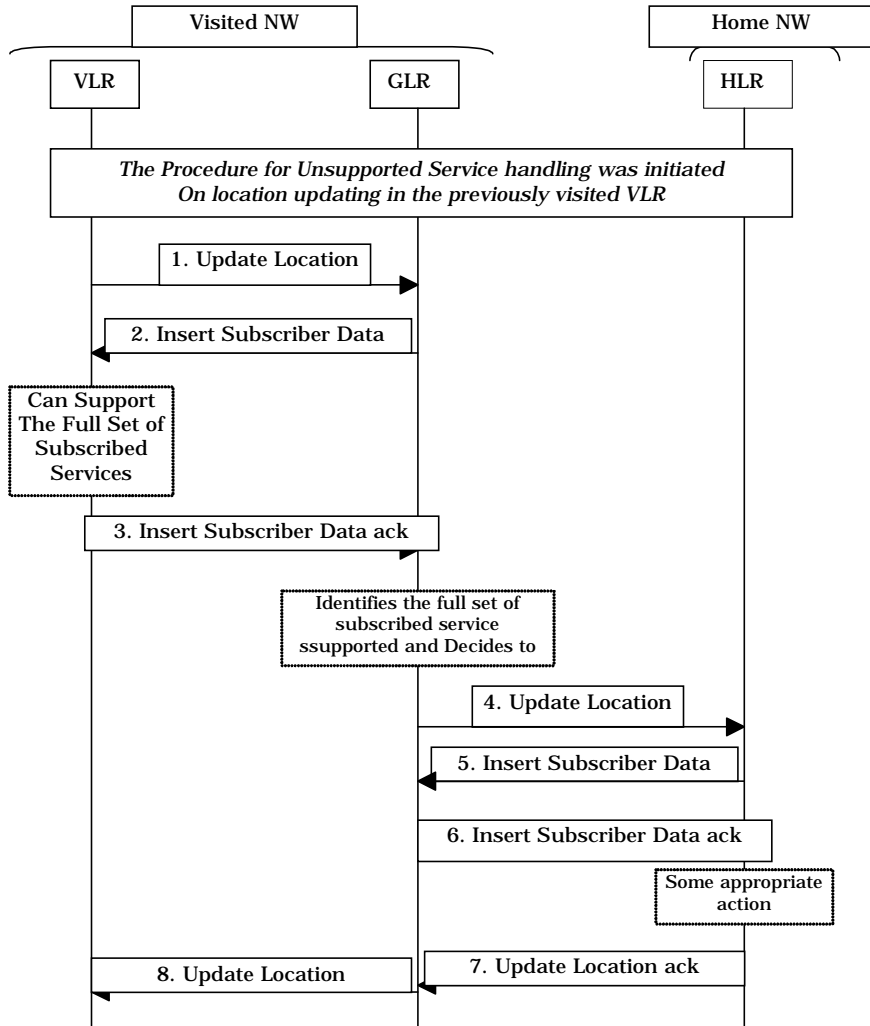 Visited NW
Home NW
VLR
GLR
HLR
The Procedure for Unsupported Service handling was initiated
On location updating in the previously visited VLR
1. Update Location
2. Insert Subscriber Data
Can Support
The Full Set of
Subscribed
Services
3. Insert Subscriber Data ack
Identifies the full set of
subscribed service
ssupported and Decides to
4. Update Location
5. Insert Subscriber Data
6. Insert Subscriber Data ack
Some appropriate
action
7. Update Location ack
8. Update Location